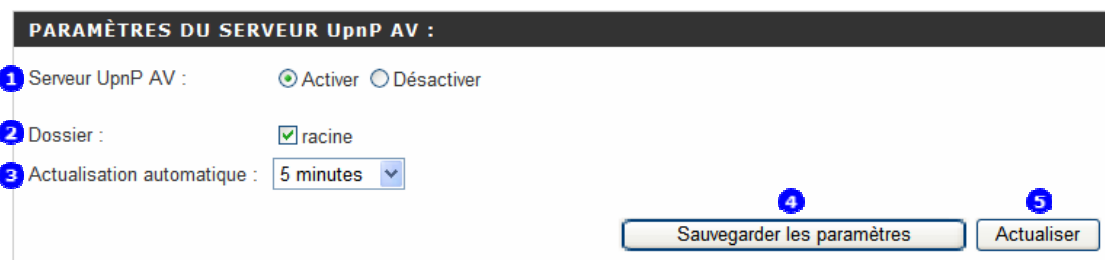 PARAMÈTRES DU SERVEUR UpnP AV :
1 Serveur UpnP AV : Activer Désactiver
2 Dossier : racine
3 Actualisation automatique : 5 minutes
4 5
Sauvegarder les paramètres Actualiser